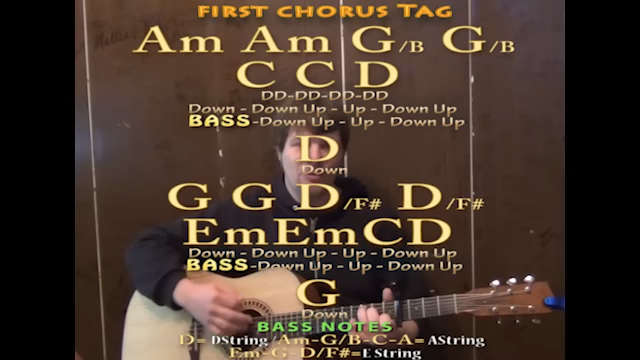 FIRST CHORUS TAG
Am Am G/B G/B
C C D
DD-DD-DD-DD
Down - Down Up - Up - Down Up
BASS-Down Up - Up - Down Up
D
Down
G G D/F# D/F#
EmEmCD
Down - Down Up - Up - Down Up
BASS-Down Up - Up - Down Up
G
Down
BASS NOTES
D= DString /Am-G/B-C-A= AString
Em-G-D/F#=E String